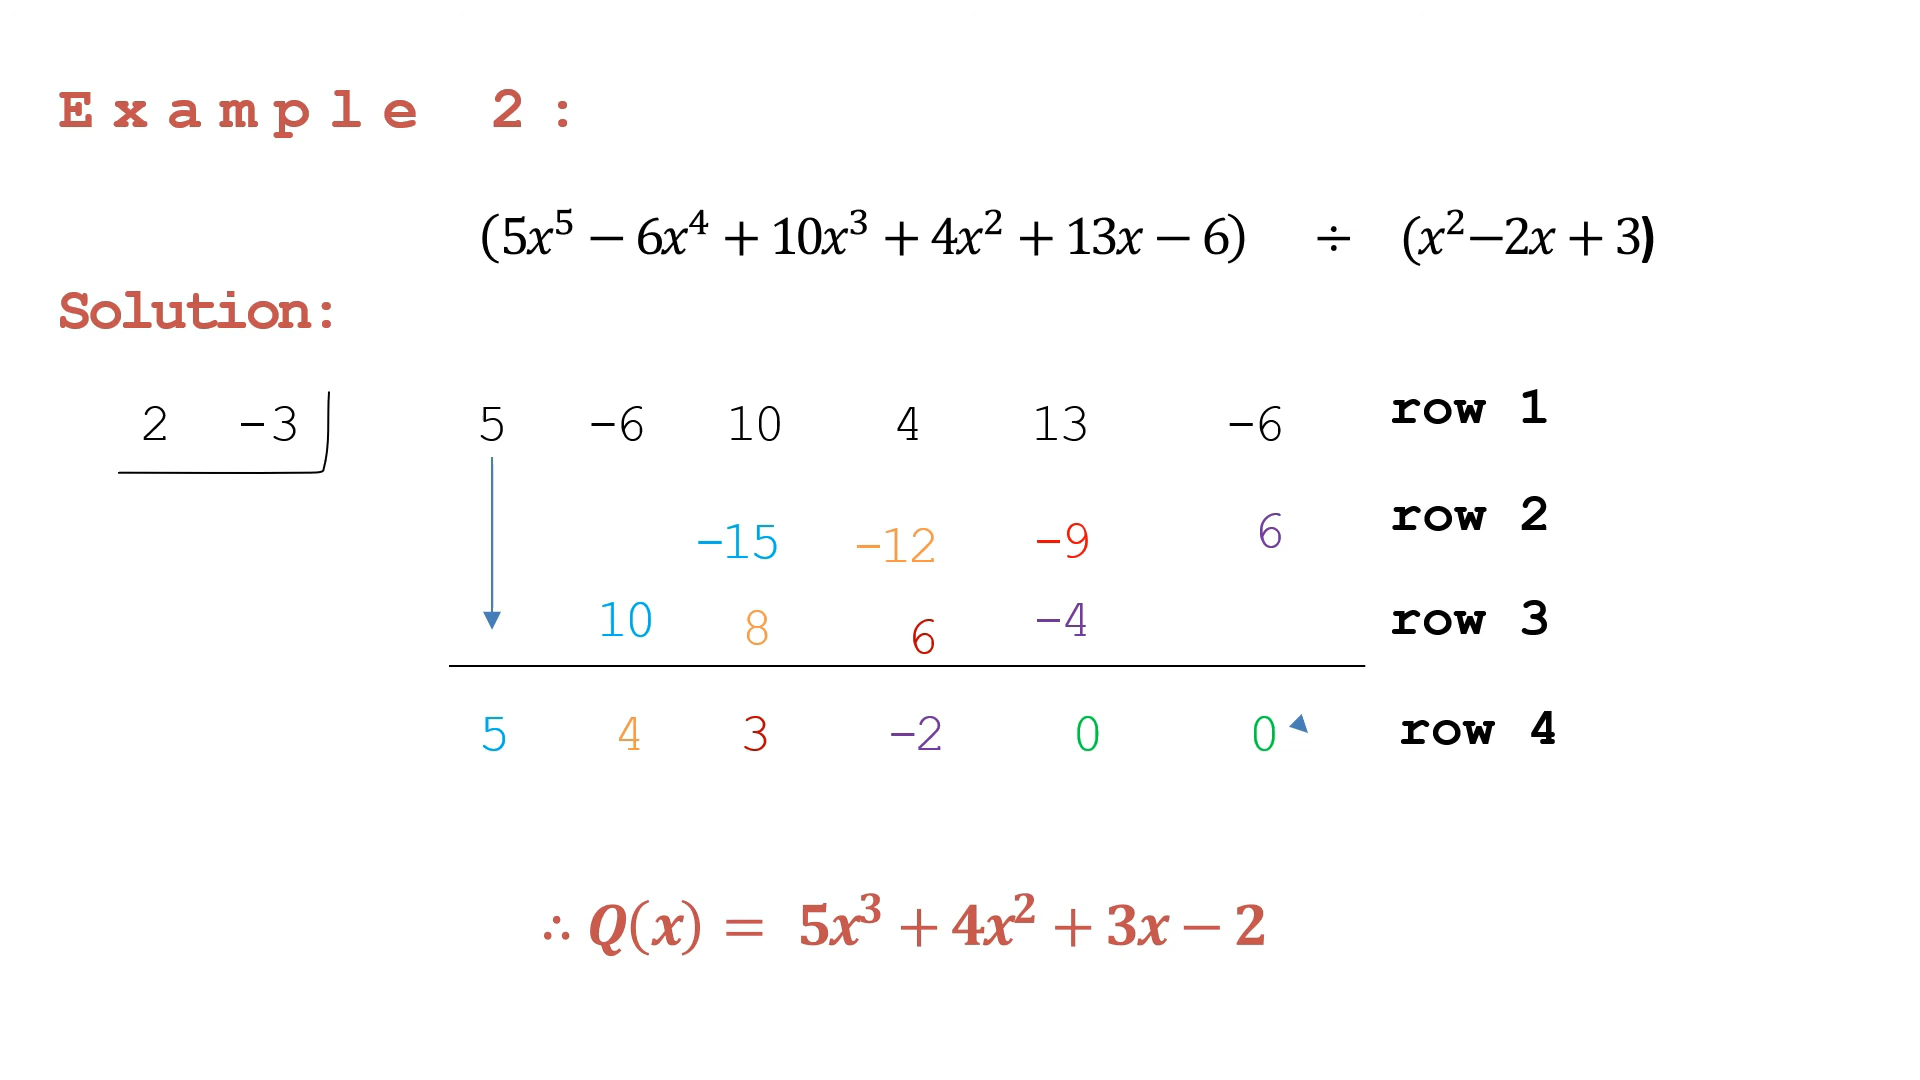 Example 2:
(5x⁵ − 6x⁴ + 10x³ + 4x² + 13x − 6) ÷ (x²−2x + 3)
Solution:
2 −3 5 −6 10 4 13 −6 row 1
−15 −12 −9 6 row 2
10 8 6 −4 row 3
5 4 3 −2 0 0 row 4
∴ Q(x) = 5x³ + 4x² + 3x − 2